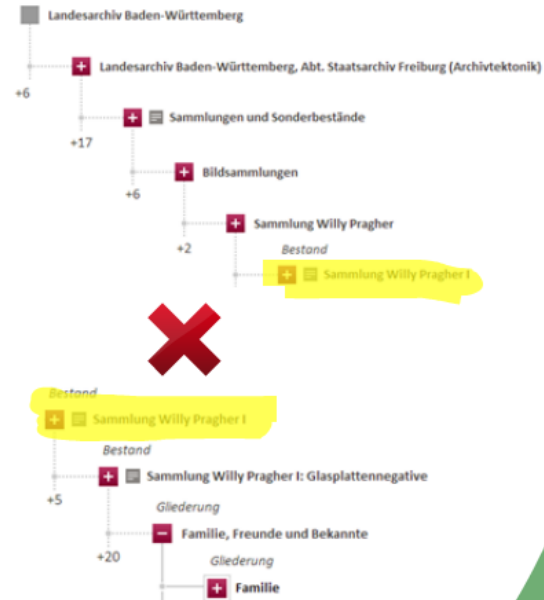 Landesarchiv Baden-Württemberg
Landesarchiv Baden-Württemberg, Abt. Staatsarchiv Freiburg (Archivtektonik)
+6
Sammlungen und Sonderbestände
+17
Bildsammlungen
+6
Sammlung Willy Pragher
+2
Bestand
Sammlung Willy Pragher I
Bestand
Sammlung Willy Pragher I
Bestand
Sammlung Willy Pragher I: Glasplattennegative
+5
Gliederung
Familie, Freunde und Bekannte
+20
Gliederung
Familie